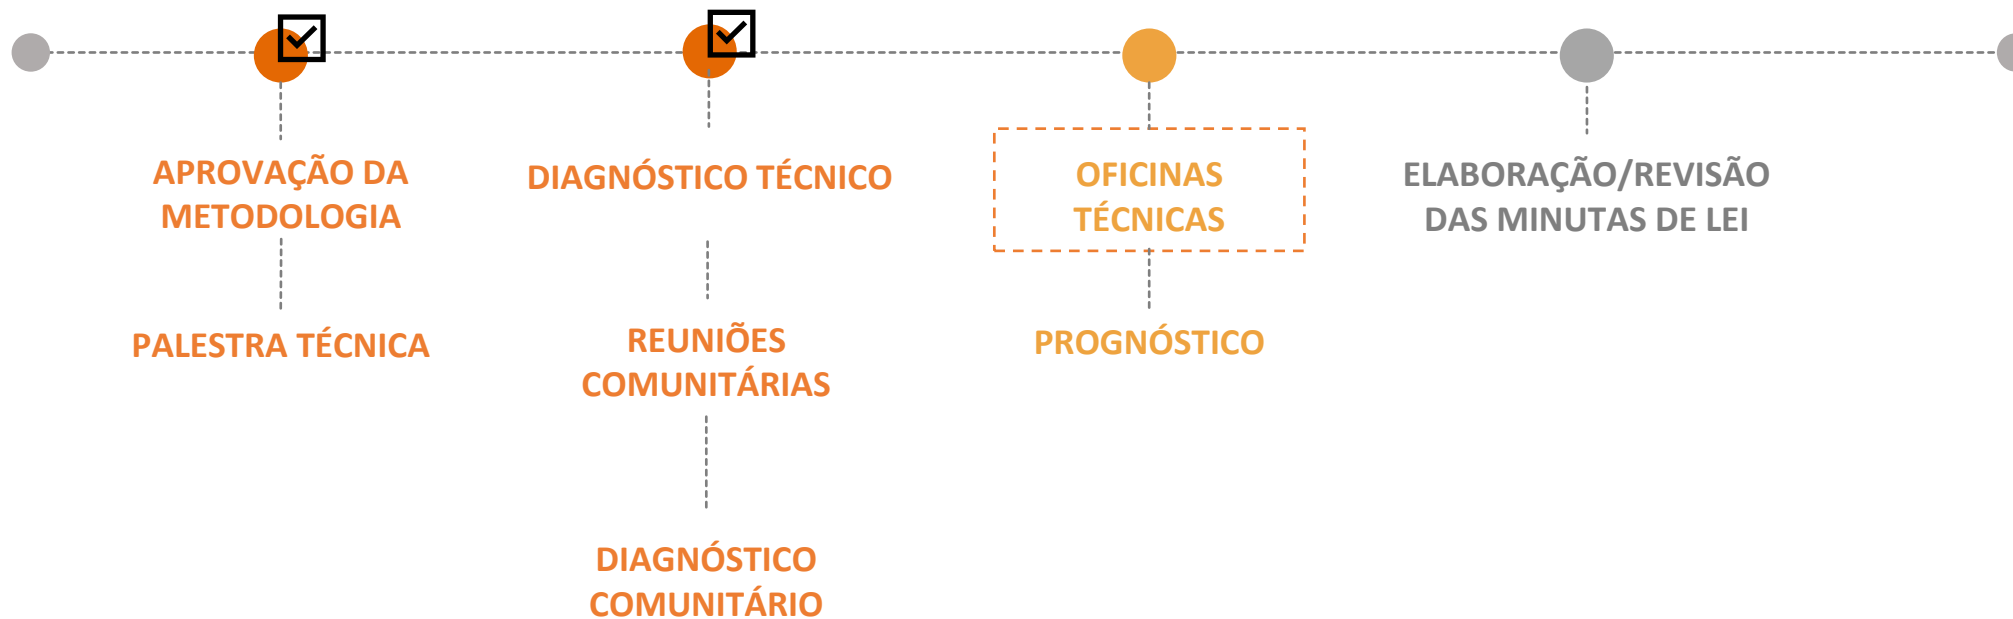 APROVAÇÃO DA
METODOLOGIA
PALESTRA TÉCNICA
DIAGNÓSTICO TÉCNICO
REUNIÕES
COMUNITÁRIAS
DIAGNÓSTICO
COMUNITÁRIO
OFICINAS
TÉCNICAS
PROGNÓSTICO
ELABORAÇÃO/REVISÃO
DAS MINUTAS DE LEI